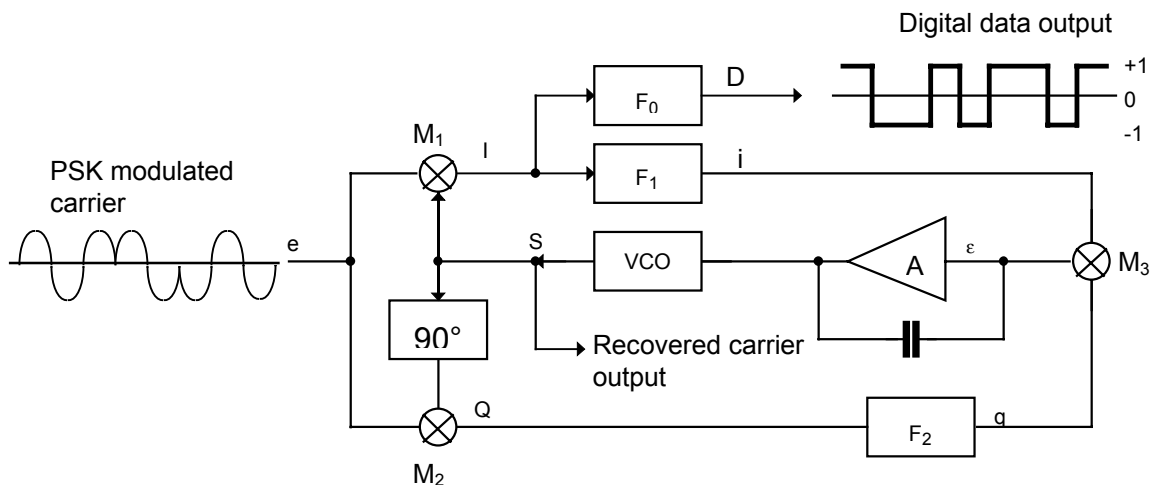 Digital data output
+1
0
-1
F0
D
M1
I
F1
i
PSK modulated
carrier
e
S
VCO
A
ε
M3
90°
Recovered carrier
output
Q
F2
q
M2